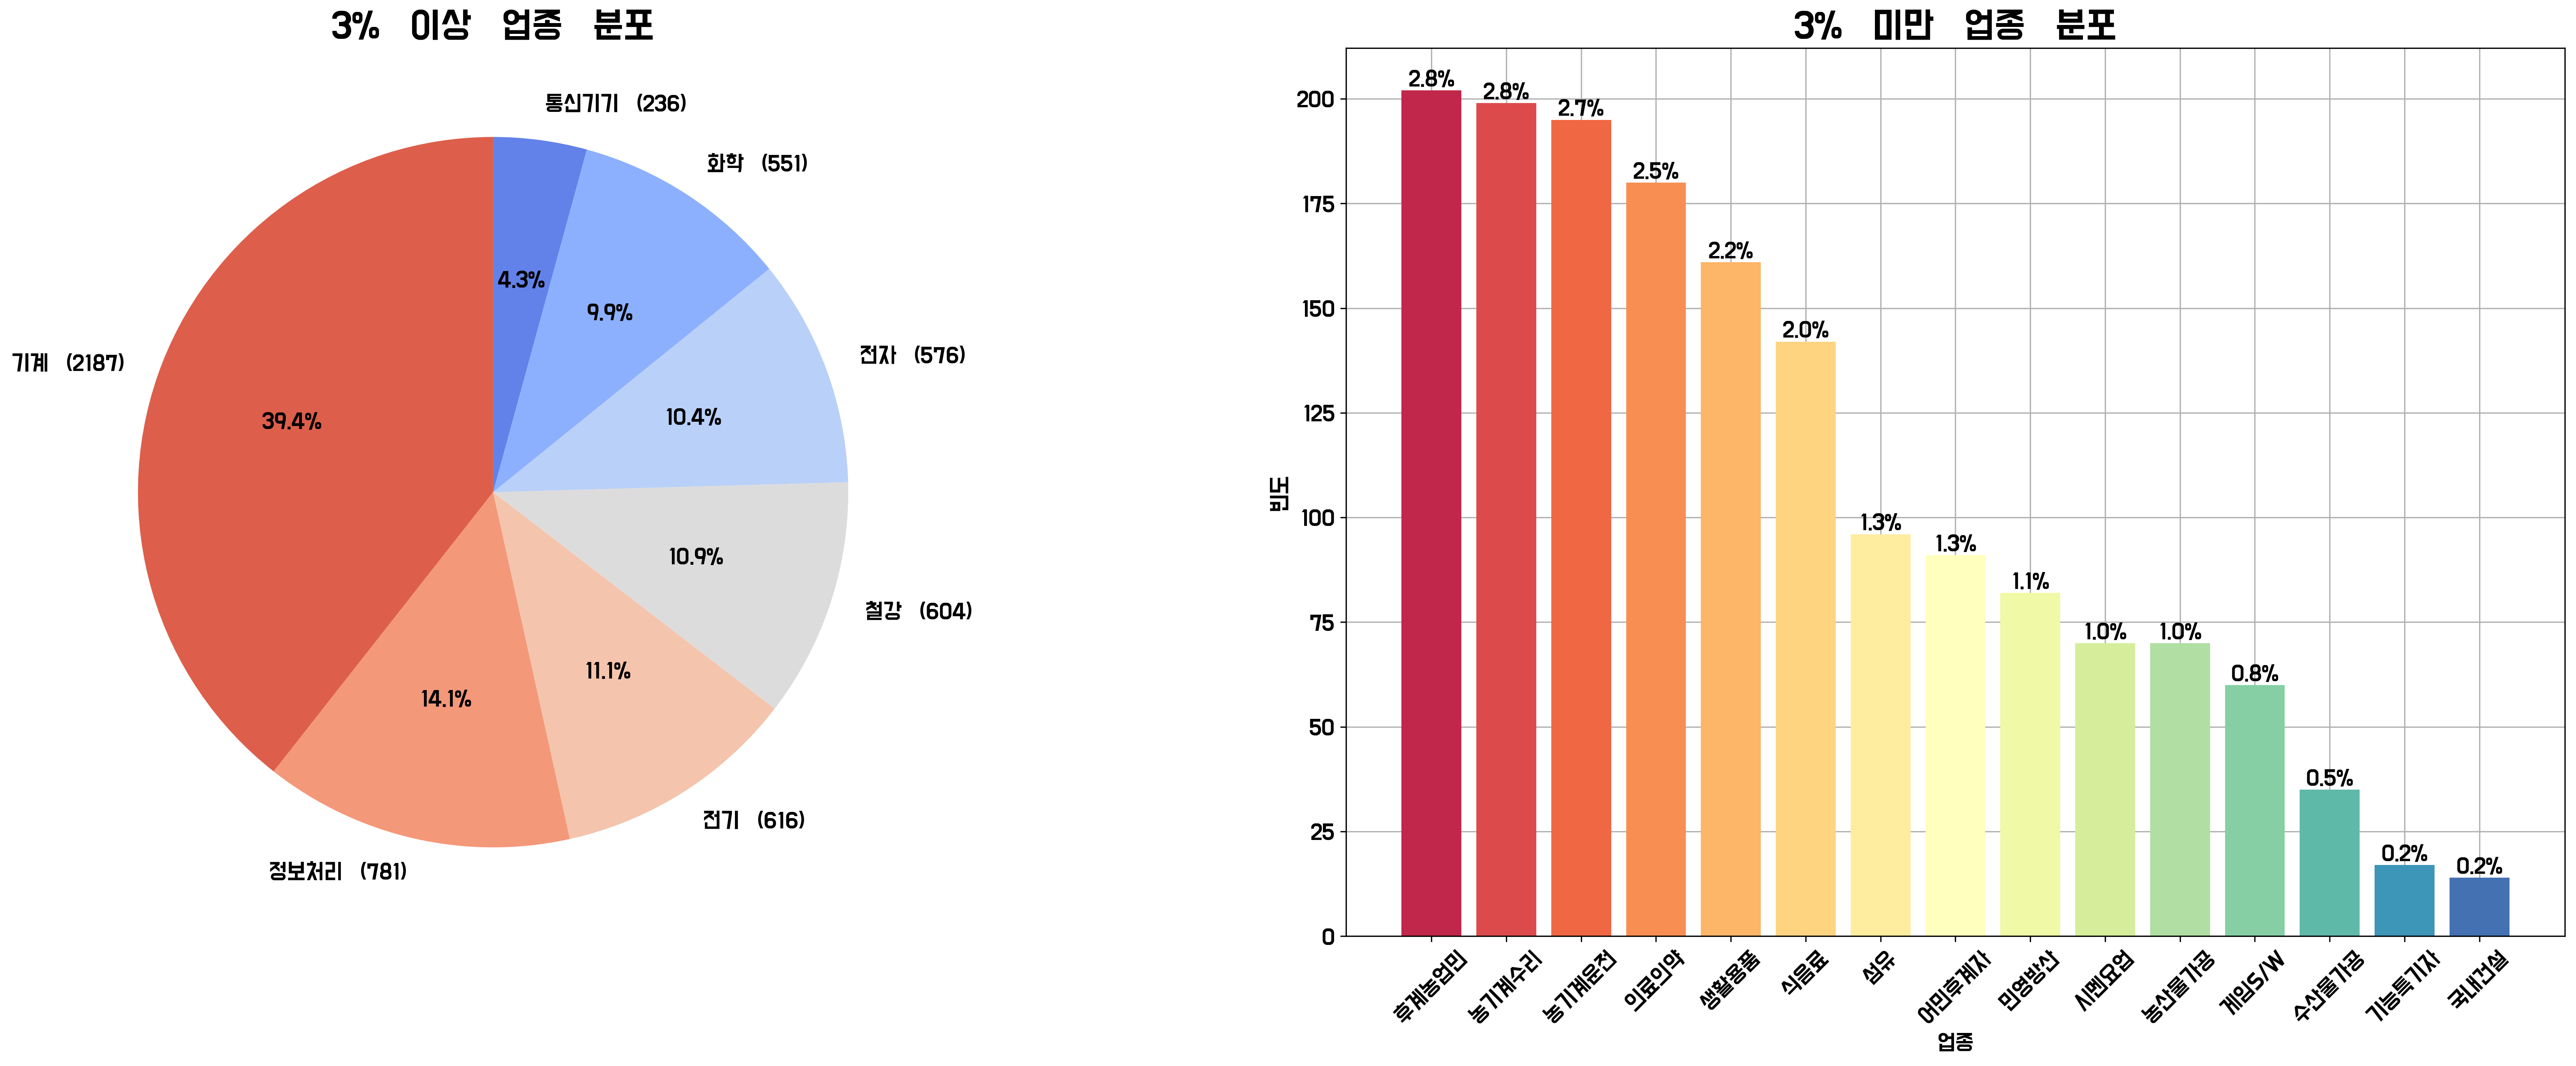 3% 이상 업종 분포
통신기기 (236)
화학 (551)
전자 (576)
철강 (604)
전기 (616)
정보처리 (781)
기계 (2187)
4.3%
9.9%
10.4%
10.9%
11.1%
14.1%
39.4%
3% 미만 업종 분포
빈도
200
175
150
125
100
75
50
25
0
2.8%
2.8%
2.7%
2.5%
2.2%
2.0%
1.3%
1.3%
1.1%
1.0%
1.0%
0.8%
0.5%
0.2%
0.2%
후계농업민
농기계수리
농기계운전
의료의약
생활용품
식음료
섬유
어민후계자
민영방산
시멘요업
농산물가공
게임S/W
수산물가공
기능특기자
국내건설
업종